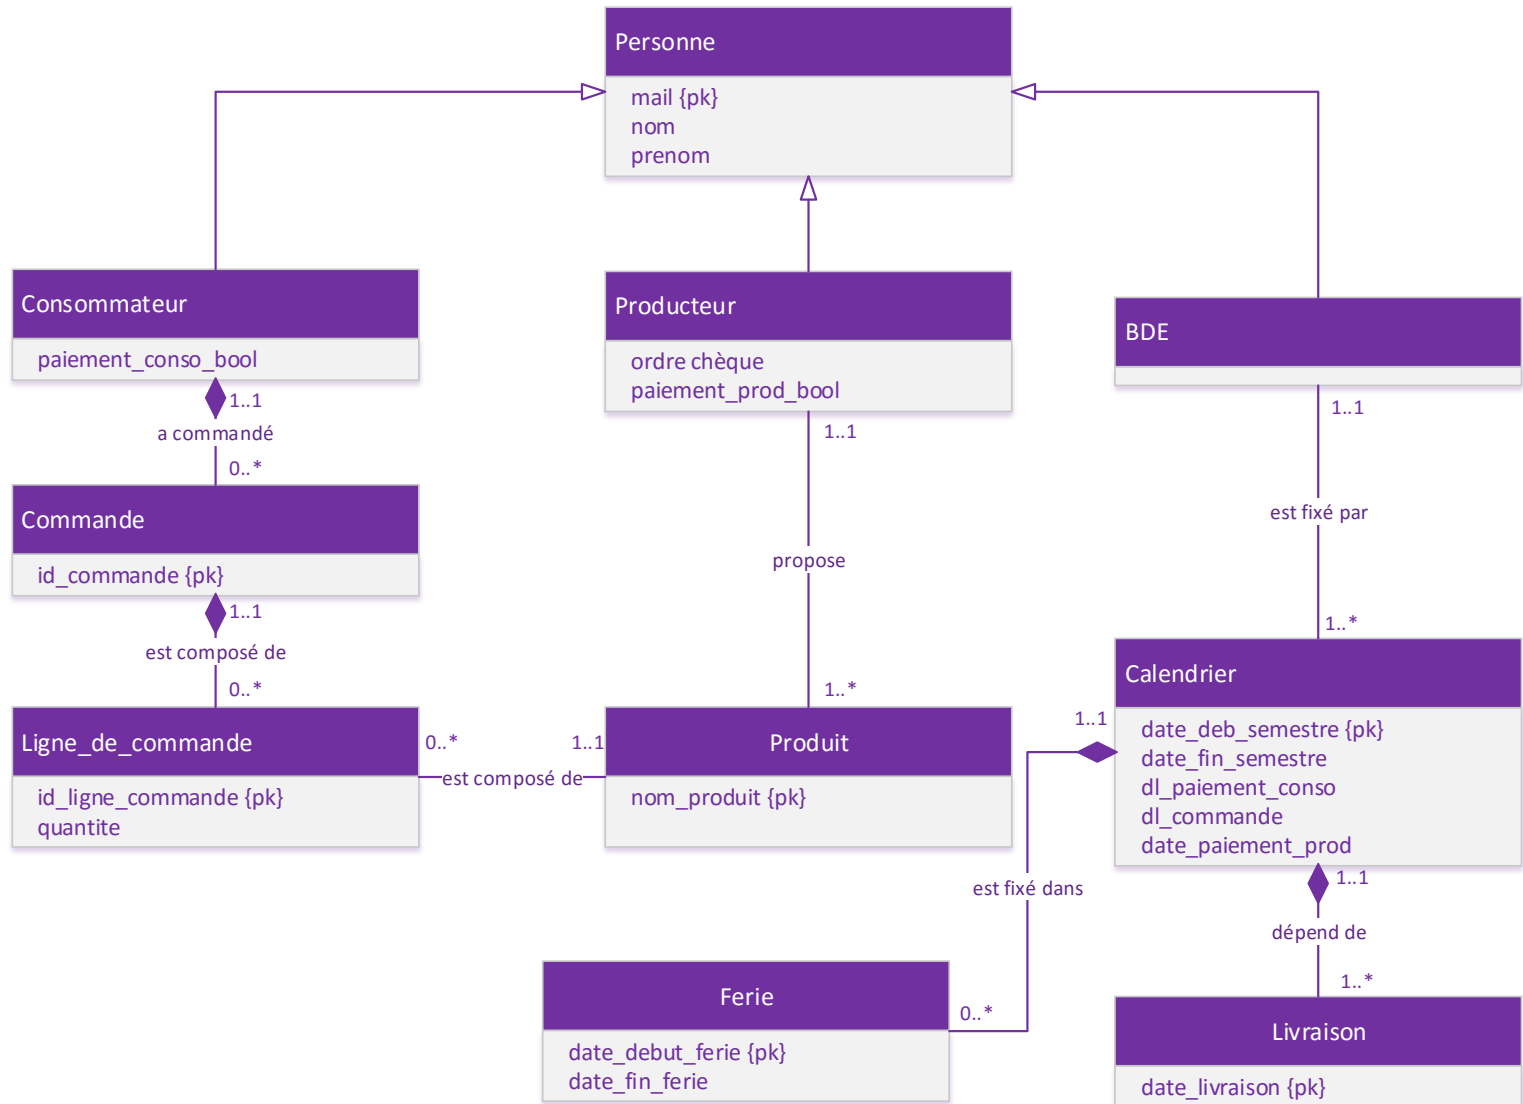 Personne
mail {pk}
nom
prenom
Consommateur
paiement_conso_bool
Producteur
ordre chèque
paiement_prod_bool
BDE
1..1
a commandé
0..*
1..1
propose
1..*
1..1
est fixé par
1..*
Commande
id_commande {pk}
1..1
est composé de
0..*
Ligne_de_commande
id_ligne_commande {pk}
quantite
0..*
1..1
est composé de
Produit
nom_produit {pk}
Calendrier
date_deb_semestre {pk}
date_fin_semestre
dl_paiement_conso
dl_commande
date_paiement_prod
1..1
est fixé dans
0..*
1..1
dépend de
1..*
Ferie
date_debut_ferie {pk}
date_fin_ferie
Livraison
date_livraison {pk}